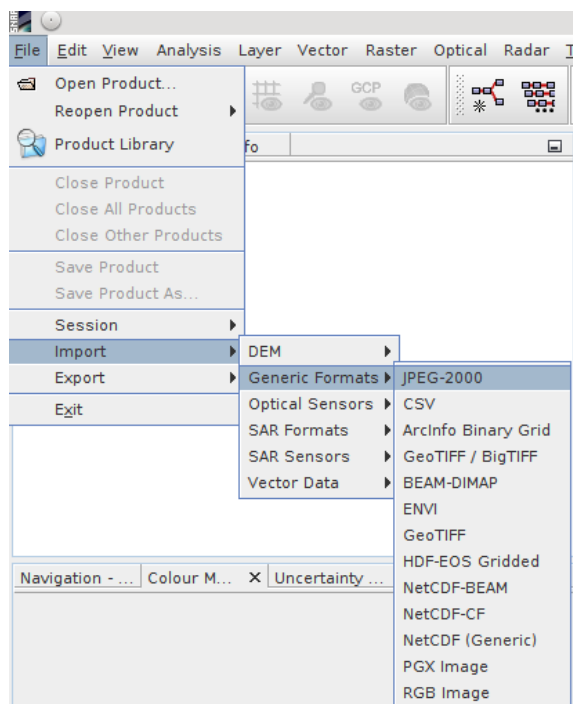 File Edit View Analysis Layer Vector Raster Optical Radar
Open Product...
Reopen Product
Product Library
Close Product
Close All Products
Close Other Products
Save Product
Save Product As...
Session
Import
Export
Exit
GCP
fo
DEM
Generic Formats
Optical Sensors
SAR Formats
SAR Sensors
Vector Data
JPEG-2000
CSV
ArcInfo Binary Grid
GeoTIFF / BigTIFF
BEAM-DIMAP
ENVI
GeoTIFF
HDF-EOS Gridded
NetCDF-BEAM
NetCDF-CF
NetCDF (Generic)
PGX Image
RGB Image
Navigation - ... Colour M... X Uncertainty ...